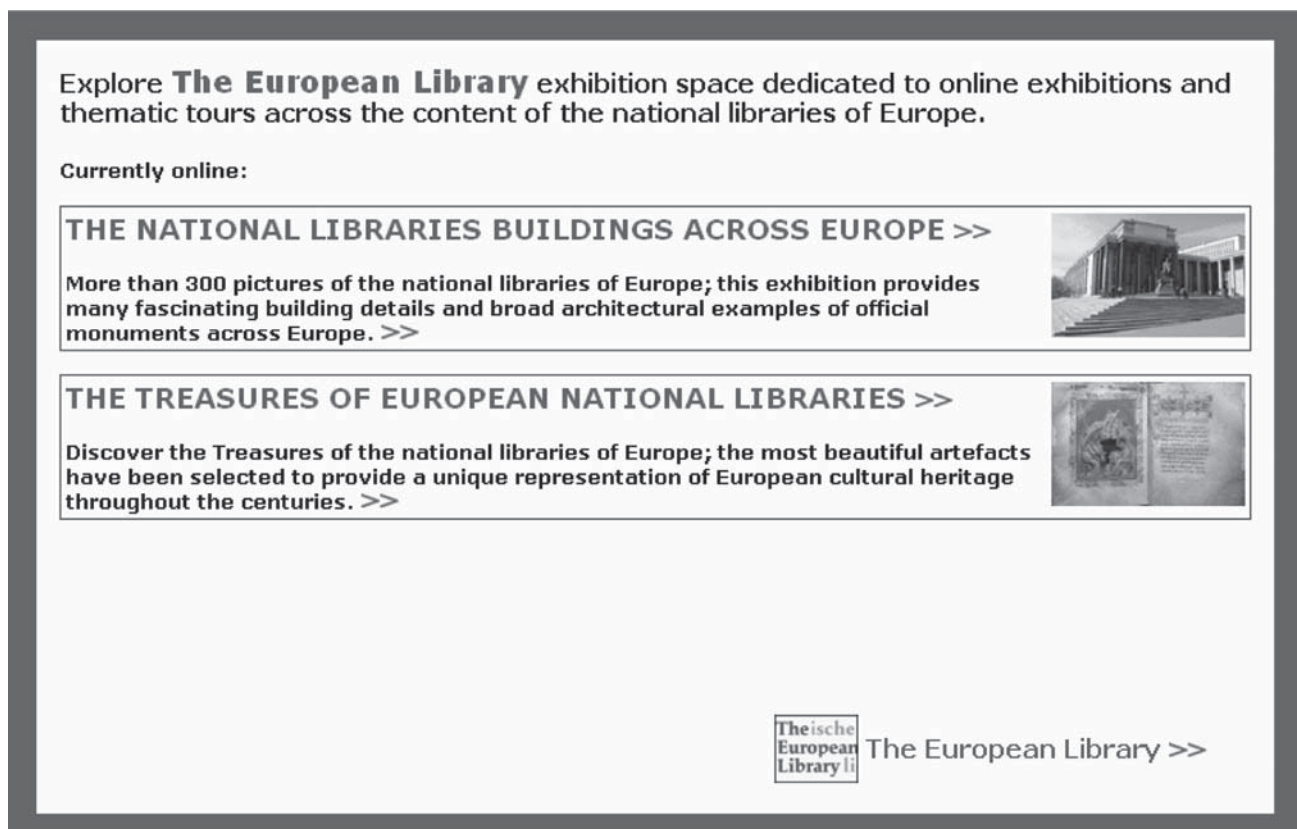 Explore The European Library exhibition space dedicated to online exhibitions and
thematic tours across the content of the national libraries of Europe.
Currently online:
THE NATIONAL LIBRARIES BUILDINGS ACROSS EUROPE >>
More than 300 pictures of the national libraries of Europe; this exhibition provides
many fascinating building details and broad architectural examples of official
monuments across Europe. >>
THE TREASURES OF EUROPEAN NATIONAL LIBRARIES >>
Discover the Treasures of the national libraries of Europe; the most beautiful artefacts
have been selected to provide a unique representation of European cultural heritage
throughout the centuries. >>
Theische
European
Library li
The European Library >>